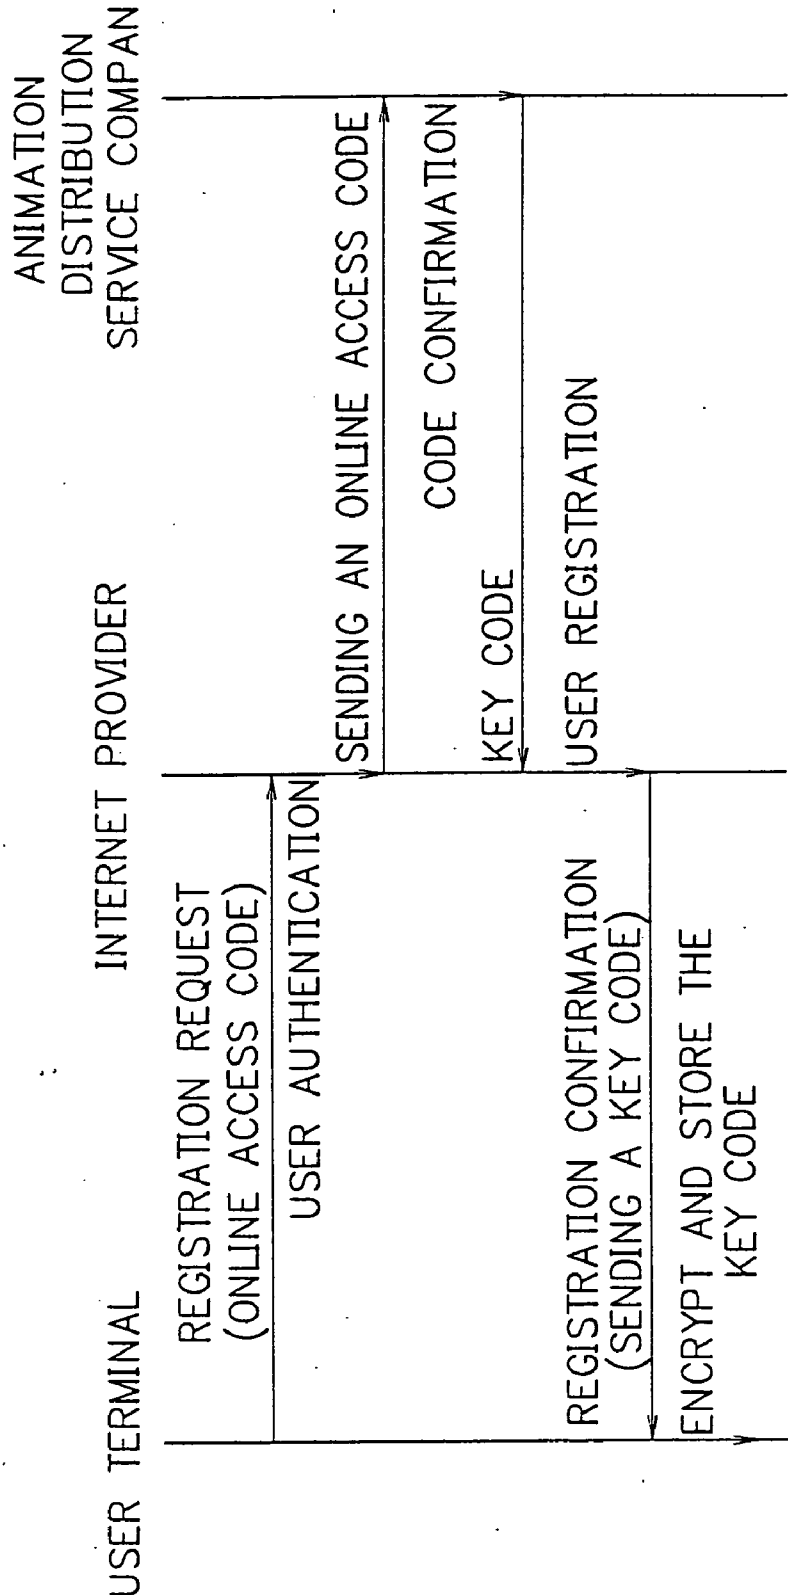 USER TERMINAL
INTERNET PROVIDER
ANIMATION
DISTRIBUTION
SERVICE COMPAN
REGISTRATION REQUEST
(ONLINE ACCESS CODE)
USER AUTHENTICATION
SENDING AN ONLINE ACCESS CODE
CODE CONFIRMATION
KEY CODE
USER REGISTRATION
REGISTRATION CONFIRMATION
(SENDING A KEY CODE)
ENCRYPT AND STORE THE
KEY CODE